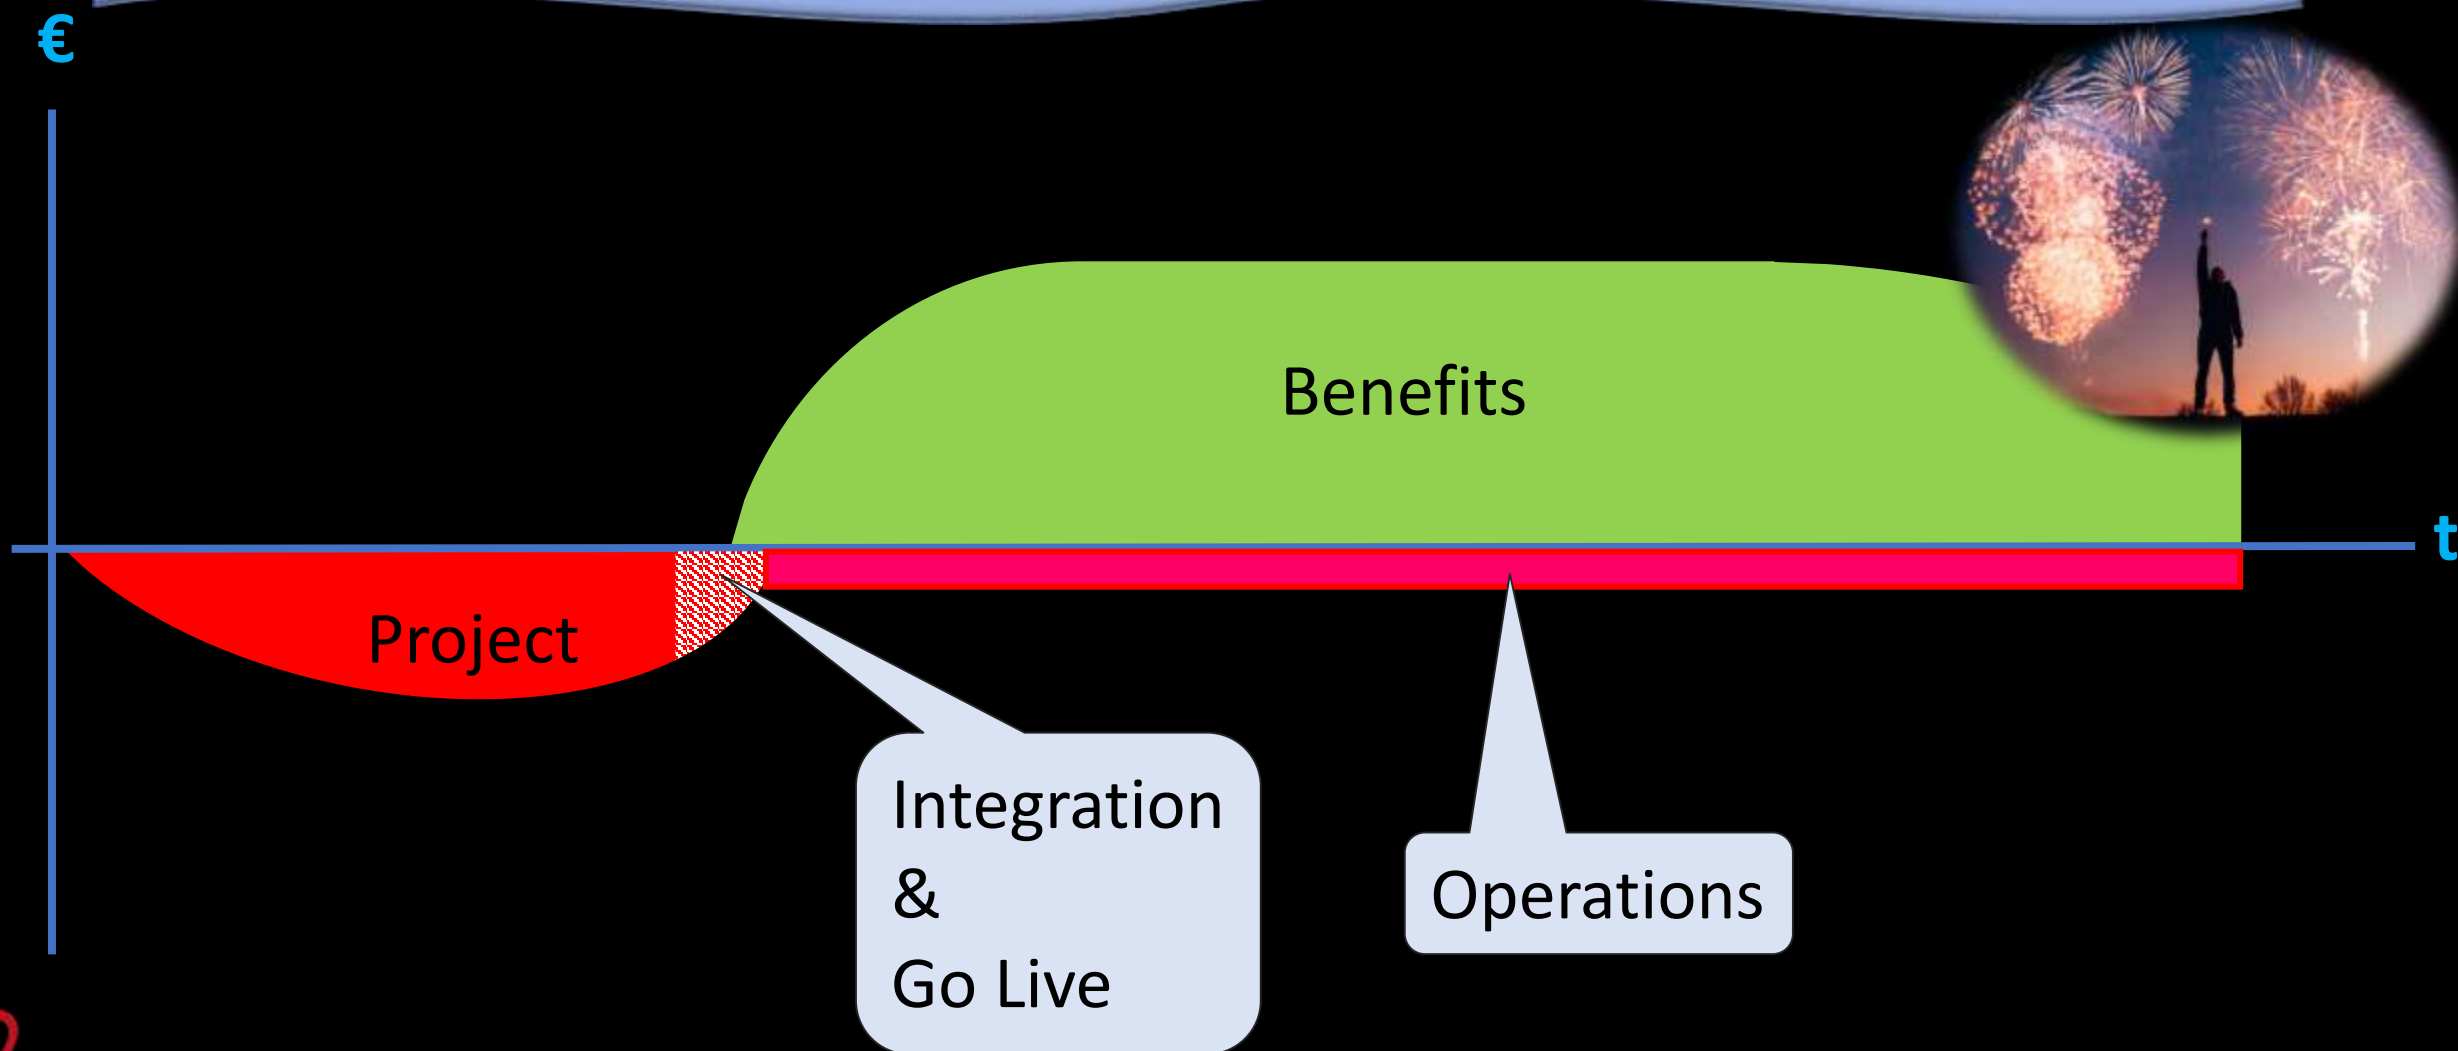 €
Benefits
t
Project
Integration
&
Go Live
Operations